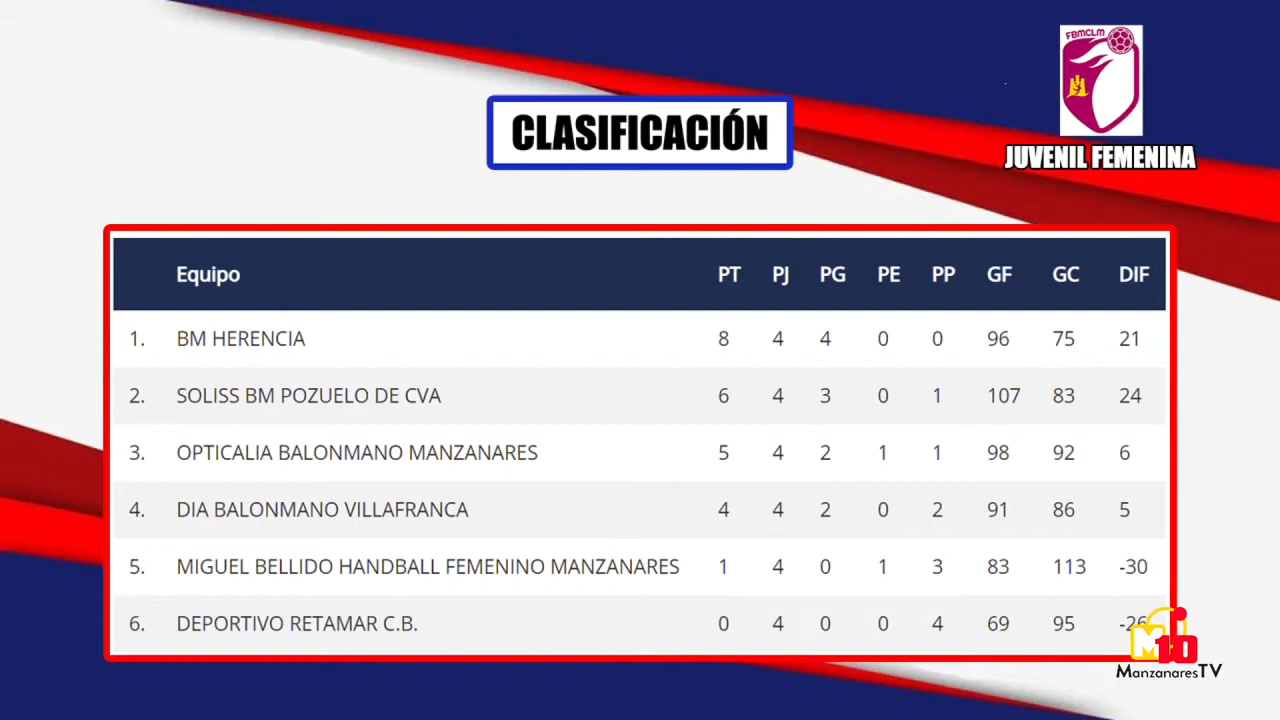 FBMCLM
CLASIFICACIÓN
JUVENIL FEMENINA
Equipo PT PJ PG PE PP GF GC DIF
1. BM HERENCIA 8 4 4 0 0 96 75 21
2. SOLISS BM POZUELO DE CVA 6 4 3 0 1 107 83 24
3. OPTICALIA BALONMANO MANZANARES 5 4 2 1 1 98 92 6
4. DIA BALONMANO VILLAFRANCA 4 4 2 0 2 91 86 5
5. MIGUEL BELLIDO HANDBALL FEMENINO MANZANARES 1 4 0 1 3 83 113 -30
6. DEPORTIVO RETAMAR C.B. 0 4 0 0 4 69 95 -26
M10
ManzanaresTV